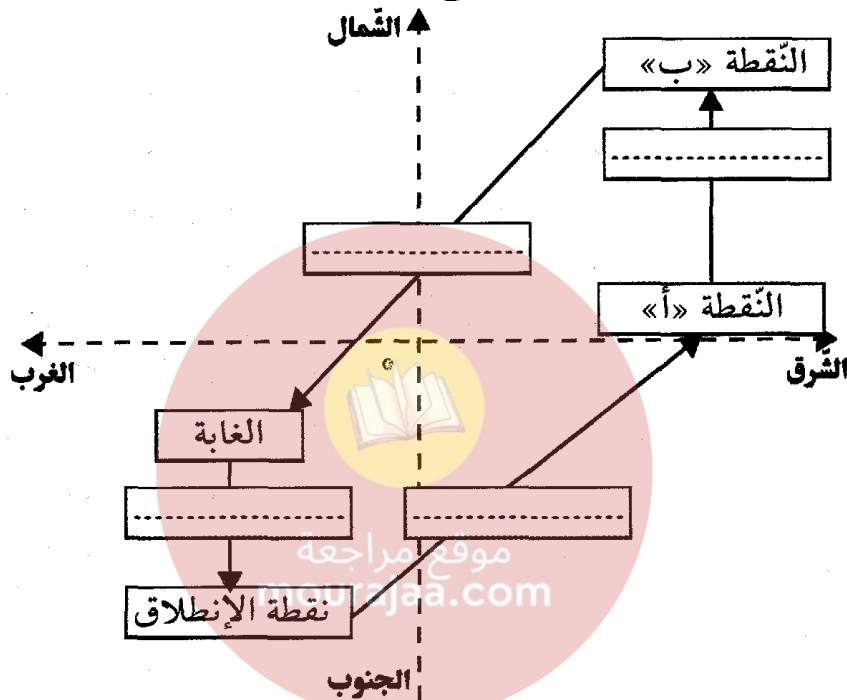 الشّمال
النّقطة «ب»
........................
........................
النّقطة «أ»
الغرب
الشّرق
الغابة
........................
........................
موقع مراجعة
mourajaa.com
نقطة الإنطلاق
الجنوب